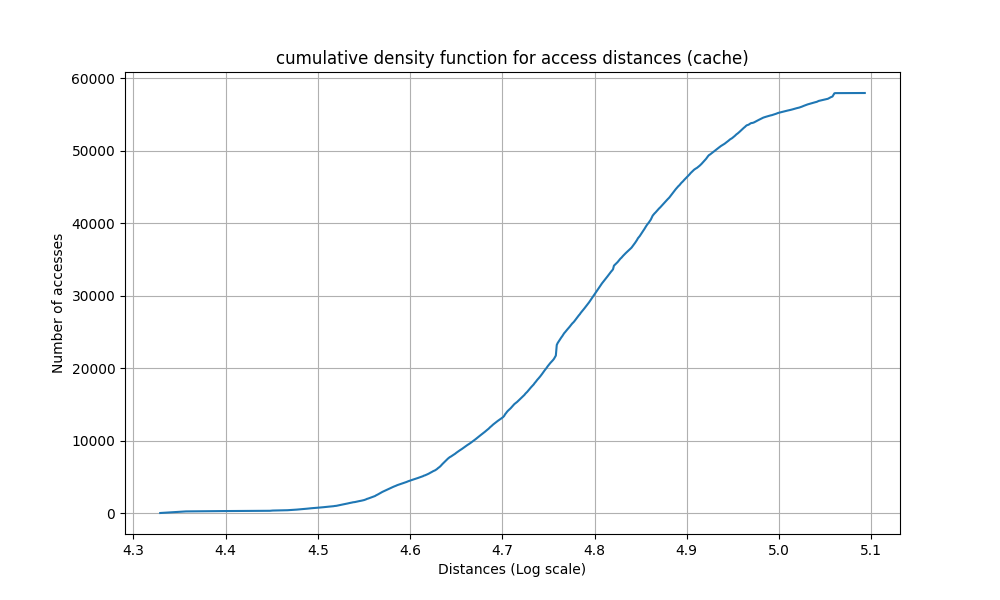 cumulative density function for access distances (cache)
60000
50000
40000
30000
20000
10000
0
Number of accesses
4.3 4.4 4.5 4.6 4.7 4.8 4.9 5.0 5.1
Distances (Log scale)